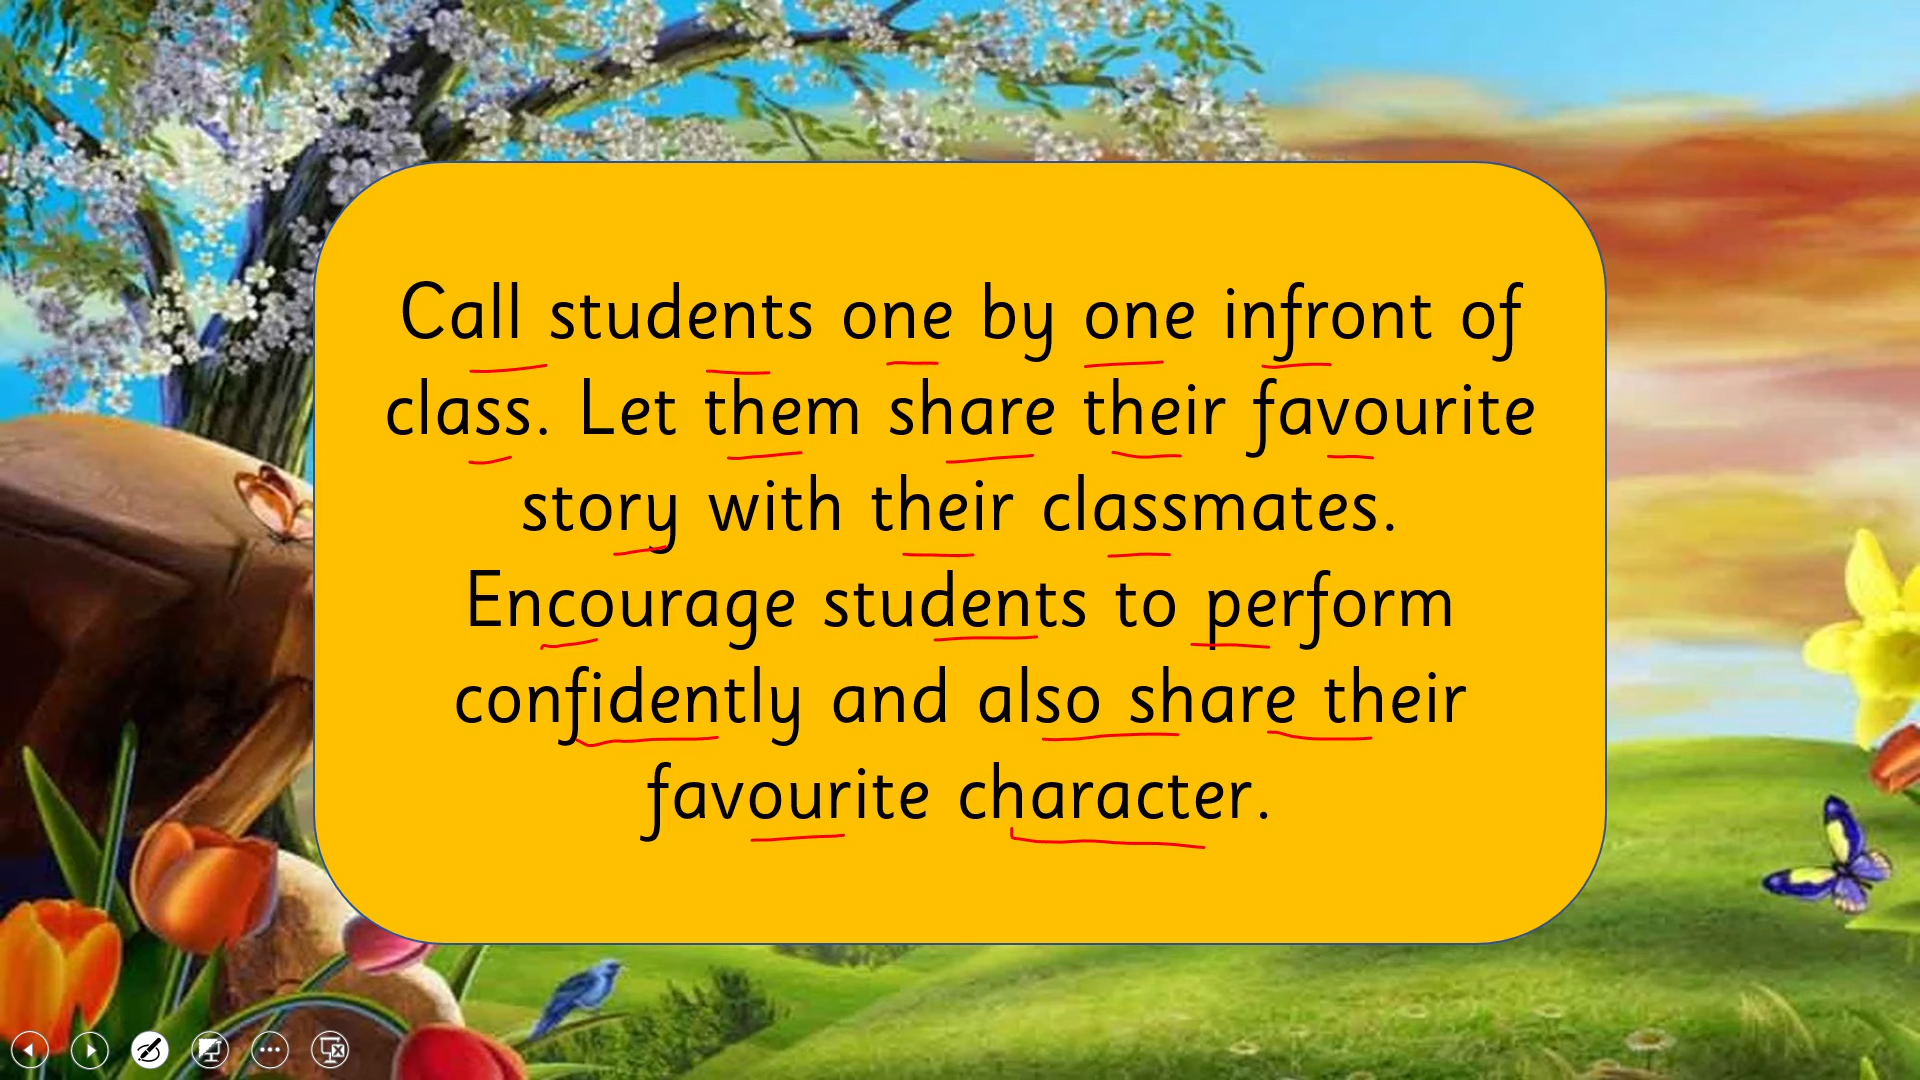 Call students one by one infront of
class. Let them share their favourite
story with their classmates.
Encourage students to perform
confidently and also share their
favourite character.